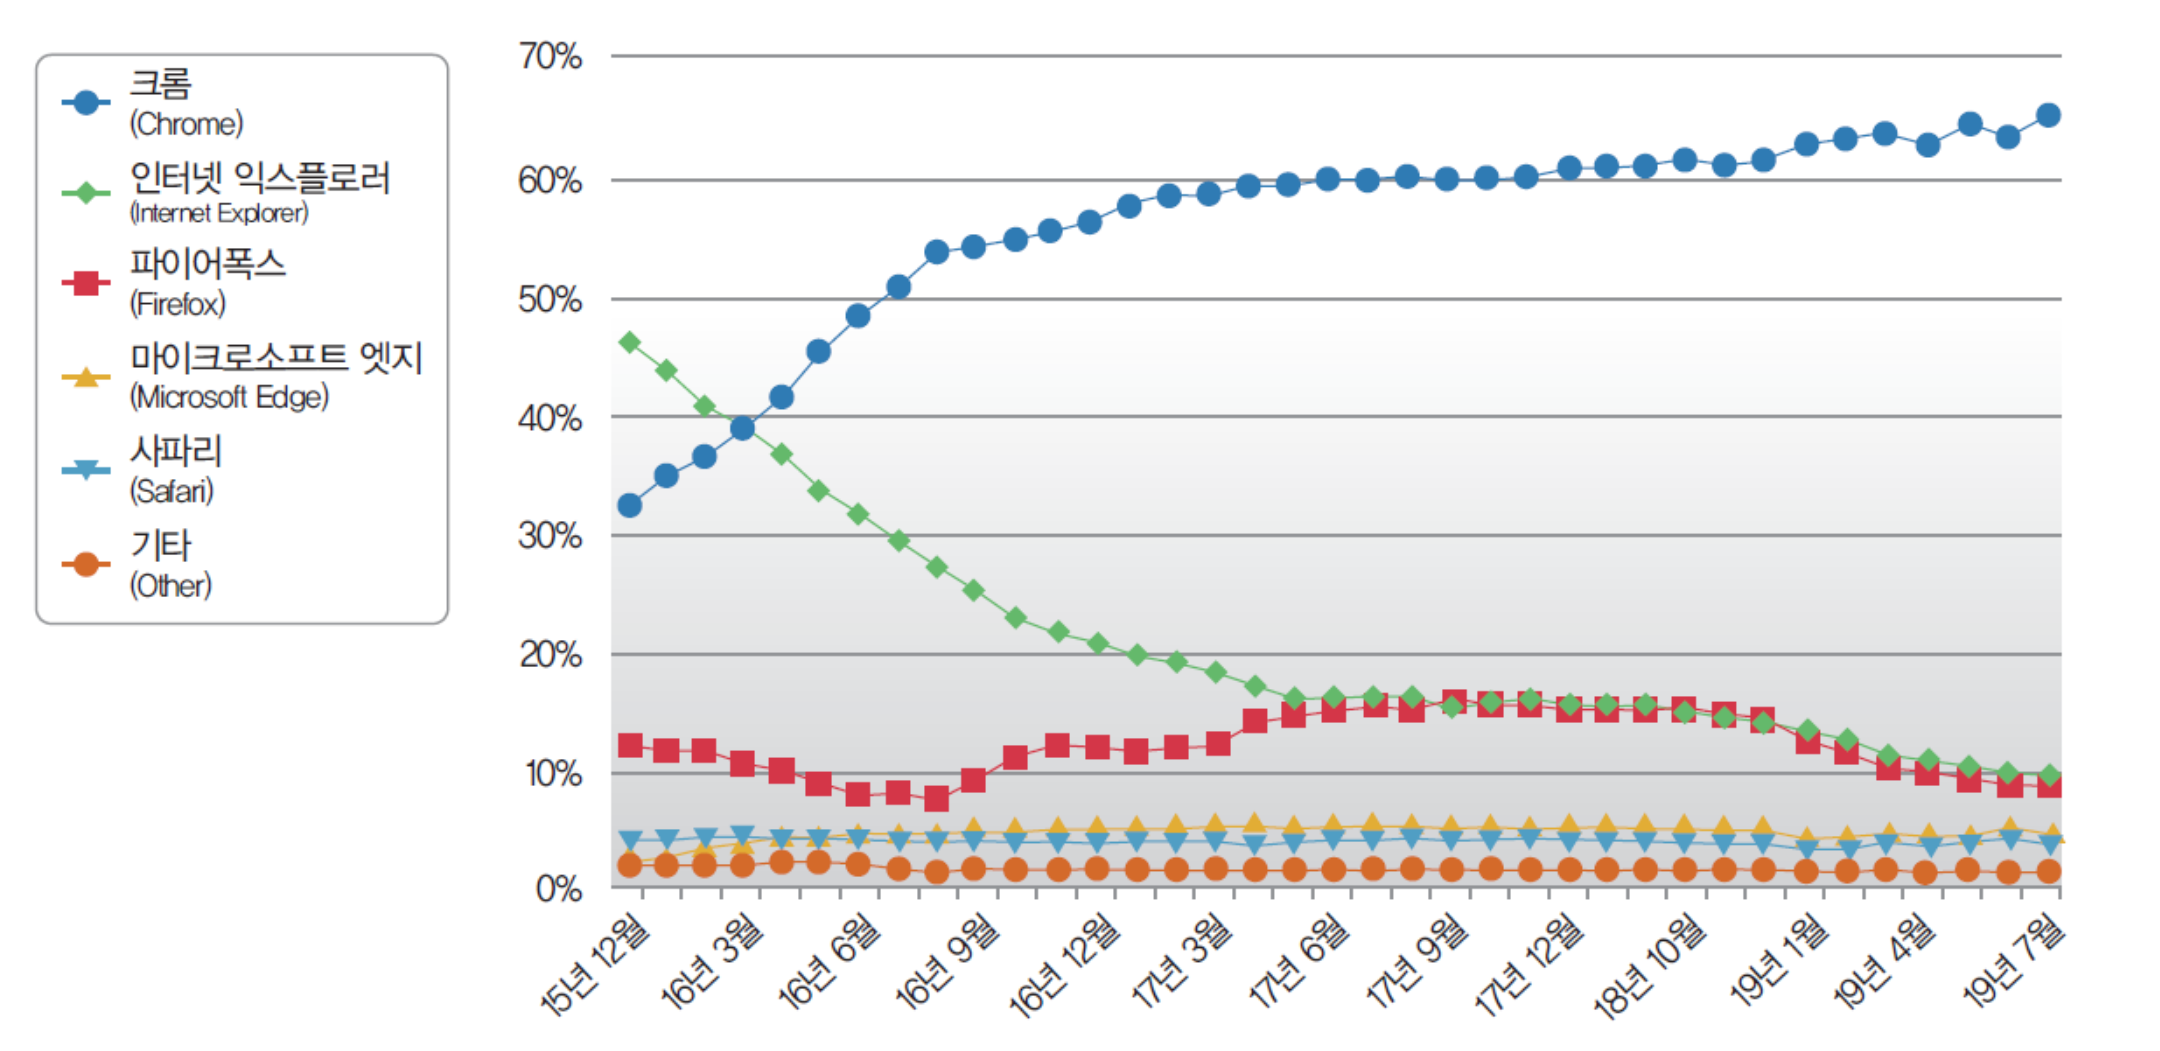 크롬
(Chrome)
인터넷 익스플로러
(Internet Explorer)
파이어폭스
(Firefox)
마이크로소프트 엣지
(Microsoft Edge)
사파리
(Safari)
기타
(Other)
70%
60%
50%
40%
30%
20%
10%
0%
15년 12월
16년 3월
16년 6월
16년 9월
16년 12월
17년 3월
17년 6월
17년 9월
17년 12월
18년 10월
19년 1월
19년 4월
19년 7월